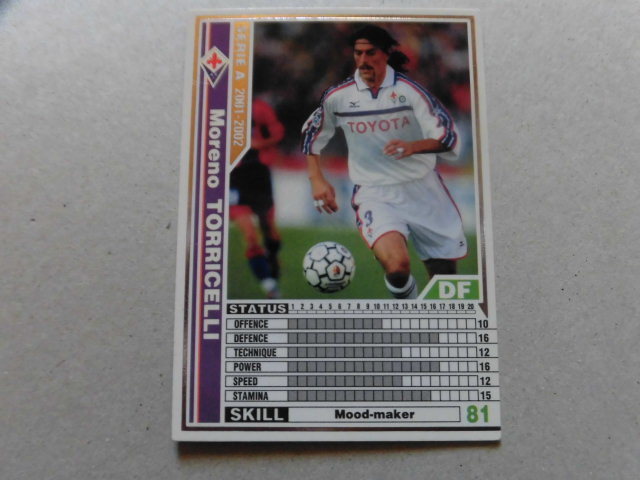 SERIE A 2001-2002
Moreno TORRICELLI
TOYOTA
3
DF
STATUS 1 2 3 4 5 6 7 8 9 10 11 12 13 14 15 16 17 18 19 20
OFFENCE 10
DEFENCE 16
TECHNIQUE 12
POWER 16
SPEED 12
STAMINA 15
SKILL Mood-maker 81